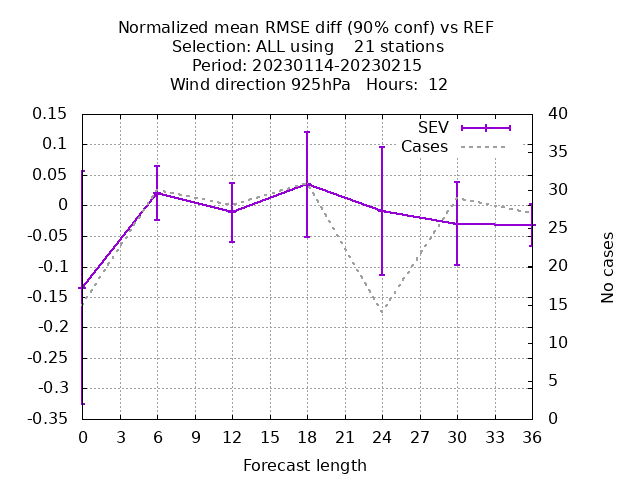 Normalized mean RMSE diff (90% conf) vs REF
Selection: ALL using    21 stations
Period: 20230114-20230215
Wind direction 925hPa   Hours:  12
SEV
Cases
0.15
0.1
0.05
0
-0.05
-0.1
-0.15
-0.2
-0.25
-0.3
-0.35
40
35
30
25
20
15
10
5
0
No cases
0 3 6 9 12 15 18 21 24 27 30 33 36
Forecast length